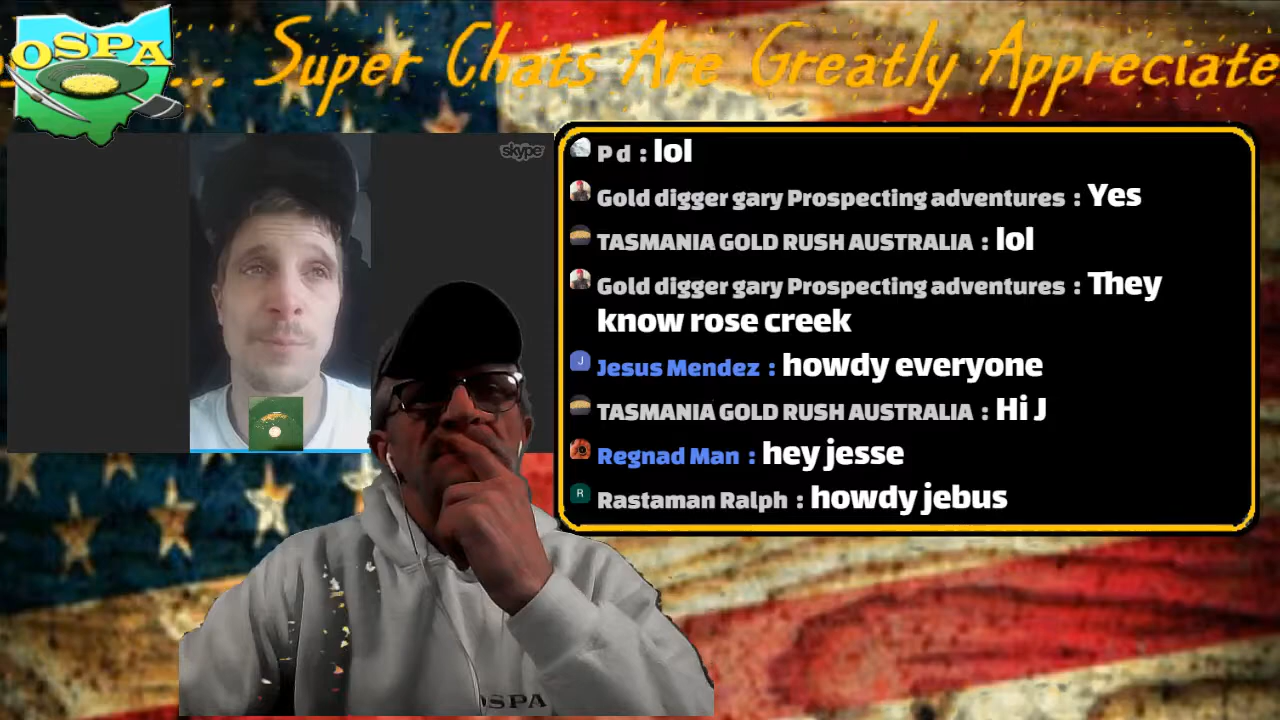 OSPA
... Super Chats Are Greatly Appreciate
skype
P d : lol
Gold digger gary Prospecting adventures : Yes
TASMANIA GOLD RUSH AUSTRALIA : lol
Gold digger gary Prospecting adventures : They
know rose creek
J Jesus Mendez : howdy everyone
TASMANIA GOLD RUSH AUSTRALIA : Hi J
Regnad Man : hey jesse
R Rastaman Ralph : howdy jebus
OSPA